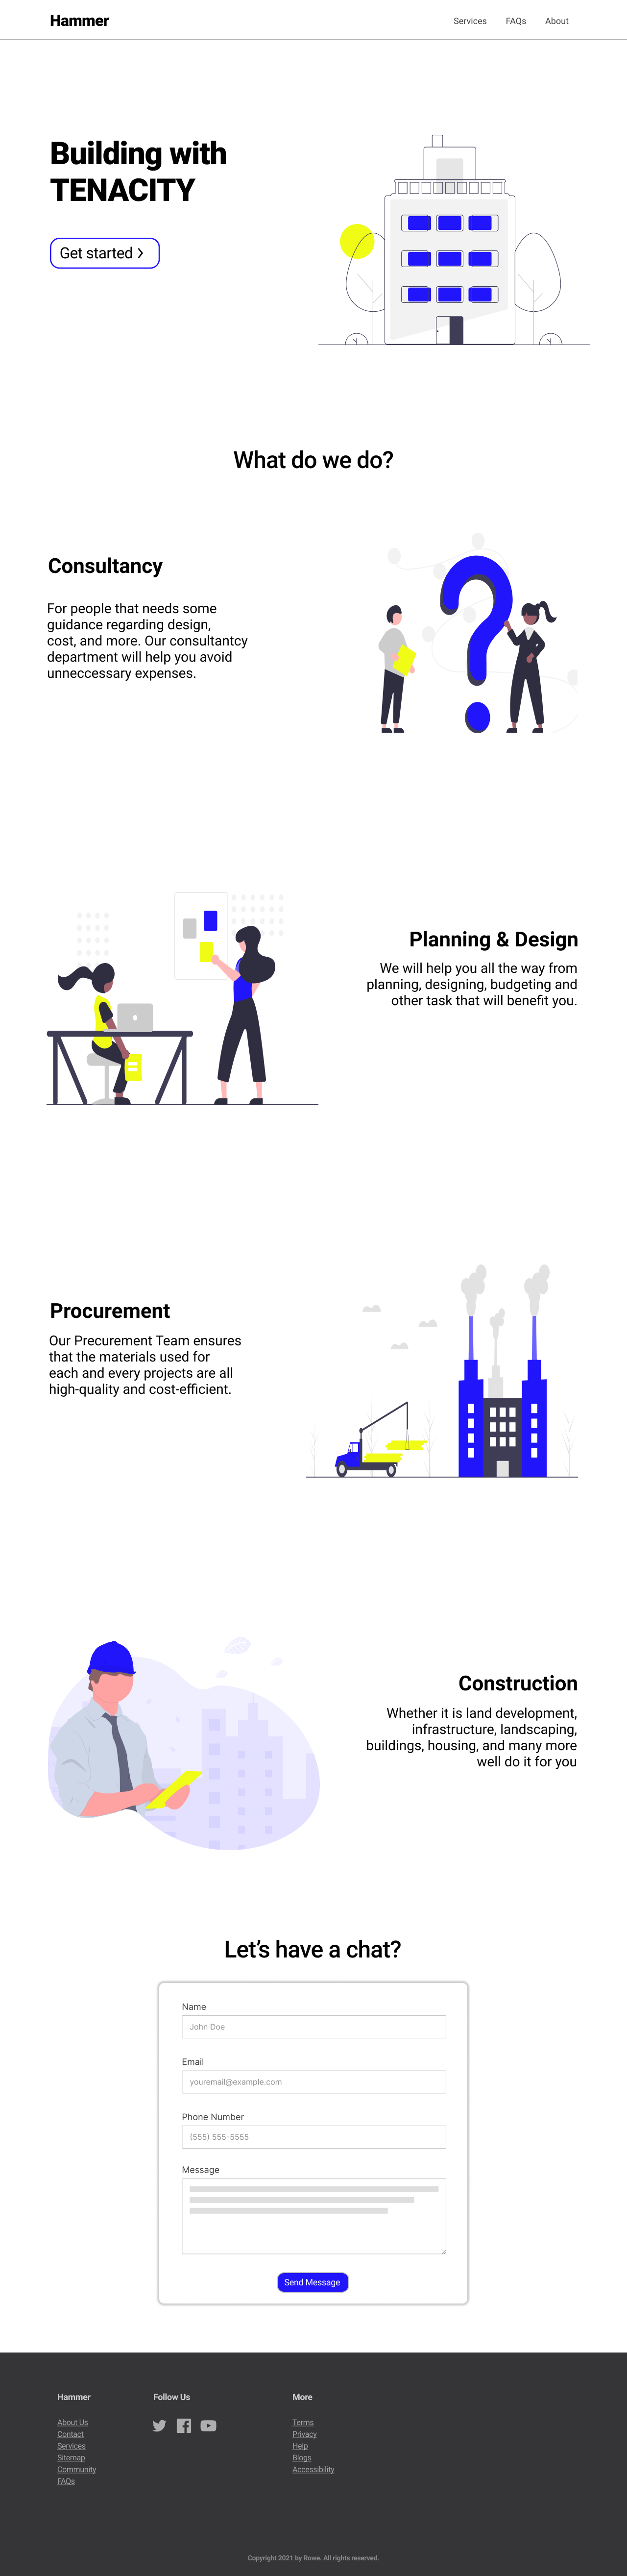 Hammer
Services FAQs About
Building with
TENACITY
Get started
What do we do?
Consultancy
For people that needs some
guidance regarding design,
cost, and more. Our consultantcy
department will help you avoid
unneccessary expenses.
Planning & Design
We will help you all the way from
planning, designing, budgeting and
other task that will benefit you.
Procurement
Our Procurement Team ensures
that the materials used for
each and every projects are all
high-quality and cost-efficient.
Construction
Whether it is land development,
infrastructure, landscaping,
buildings, housing, and many more
well do it for you
Let’s have a chat?
Name
John Doe
Email
youremail@example.com
Phone Number
(555) 555-5555
Message
Send Message
Hammer
About Us
Contact
Services
Sitemap
Community
FAQs
Follow Us
More
Terms
Privacy
Help
Blogs
Accessibility
Copyright 2021 by Rowe. All rights reserved.